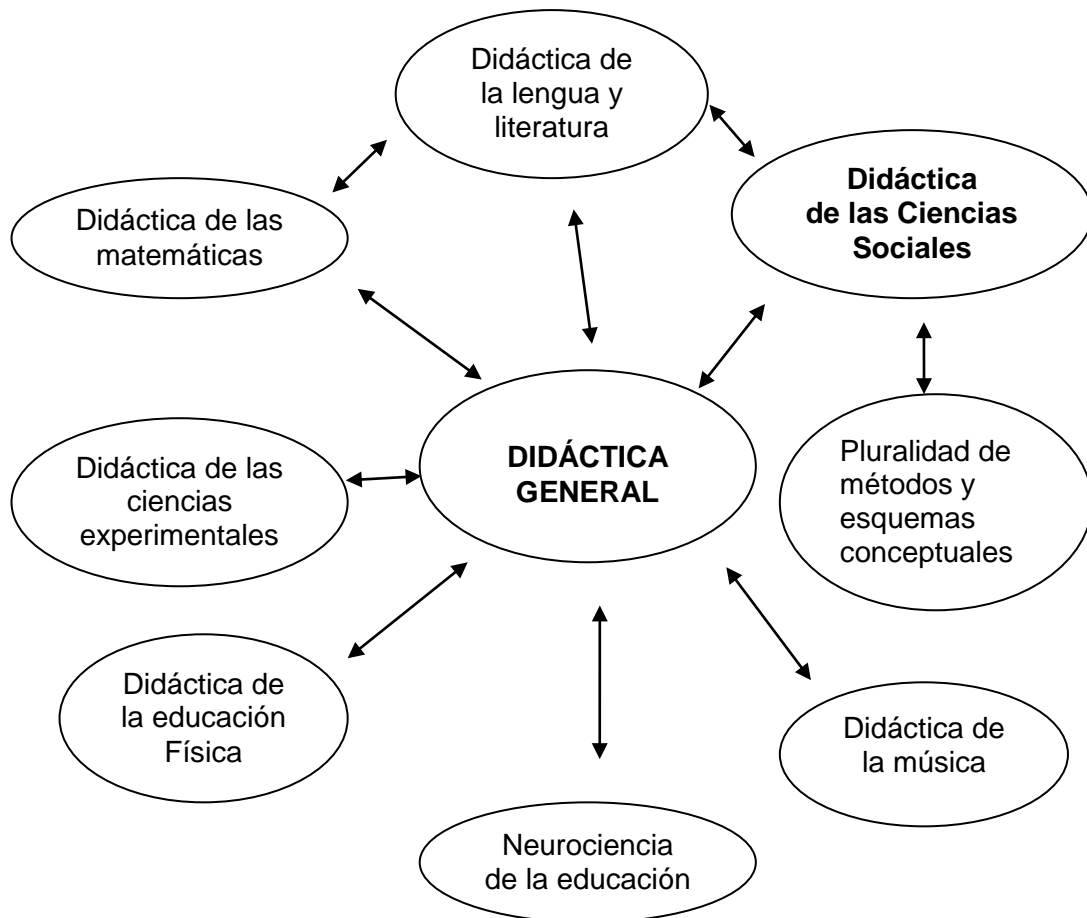 Didáctica de
la lengua y
literatura
Didáctica
de las Ciencias
Sociales
Didáctica de las
matemáticas
DIDÁCTICA
GENERAL
Pluralidad de
métodos y
esquemas
conceptuales
Didáctica de las
ciencias
experimentales
Didáctica de
la educación
Física
Didáctica de
la música
Neurociencia
de la educación